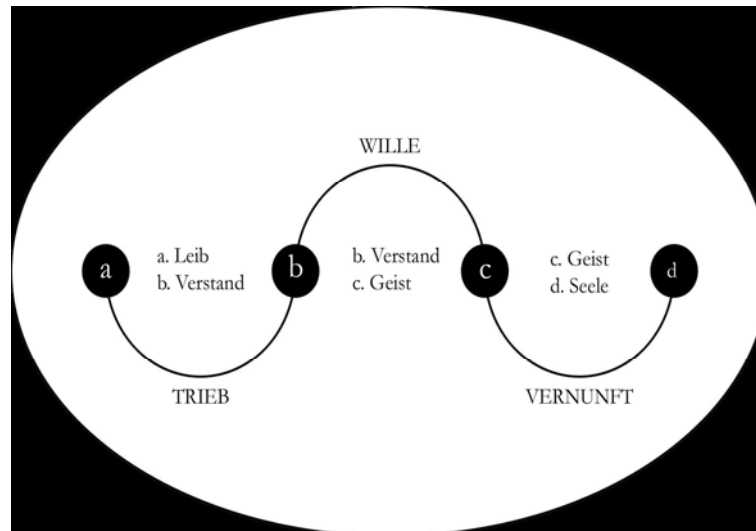 WILLE
a. Leib
b. Verstand
b. Verstand
c. Geist
c. Geist
d. Seele
a
b
c
d
TRIEB
VERNUNFT